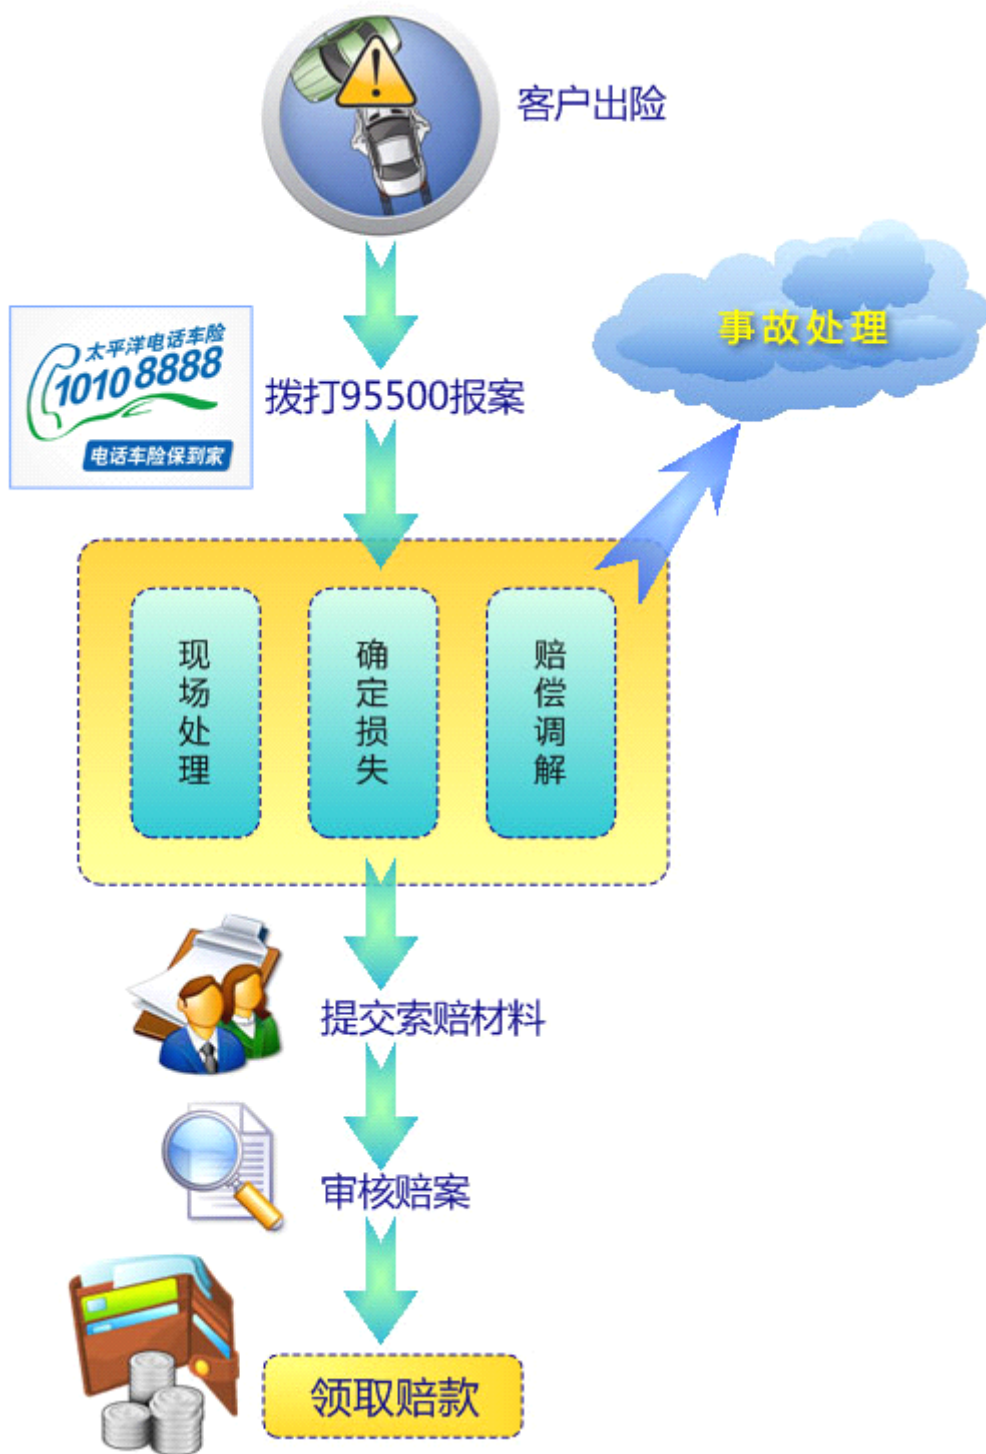 客户出险
事故处理
太平洋电话车险
10108888
电话车险保到家
拨打95500报案
现场处理
确定损失
赔偿调解
提交索赔材料
审核赔案
领取赔款